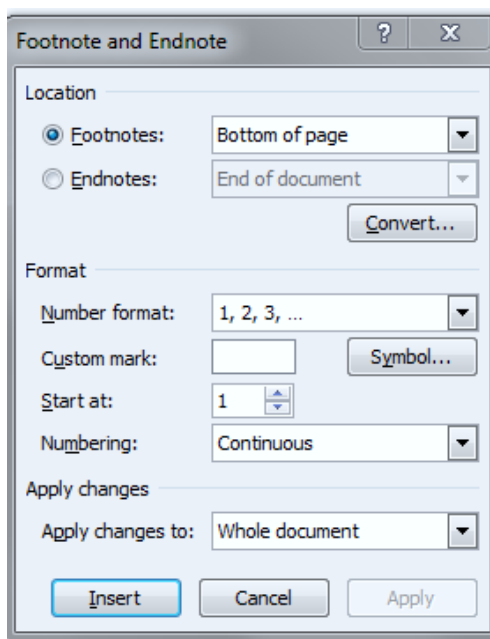 Footnote and Endnote
Location
Footnotes: Bottom of page
Endnotes: End of document
Convert...
Format
Number format: 1, 2, 3, ...
Custom mark: Symbol...
Start at: 1
Numbering: Continuous
Apply changes
Apply changes to: Whole document
Insert Cancel Apply